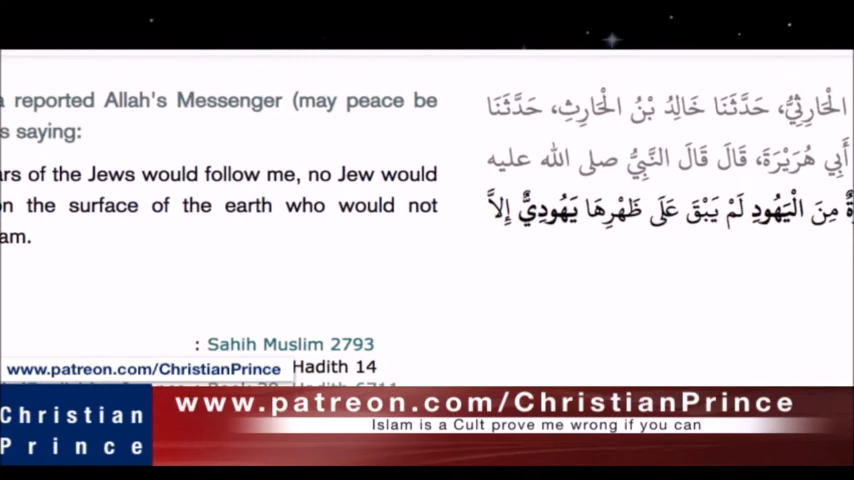 a reported Allah's Messenger (may peace be
s saying:
ars of the Jews would follow me, no Jew would
on the surface of the earth who would not
am.
الْحَارِثِيُّ، حَدَّثَنَا خَالِدُ بْنُ الْحَارِثِ، حَدَّثَنَا
أَبِي هُرَيْرَةَ، قَالَ قَالَ النَّبِيُّ صلى الله عليه
مِنَ الْيَهُودِ لَمْ يَبْقَ عَلَى ظَهْرِهَا يَهُودِيٌّ إِلاَّ
: Sahih Muslim 2793
Hadith 14
www.patreon.com/ChristianPrince
Christian
Prince
www.patreon.com/ChristianPrince
Islam is a Cult prove me wrong if you can